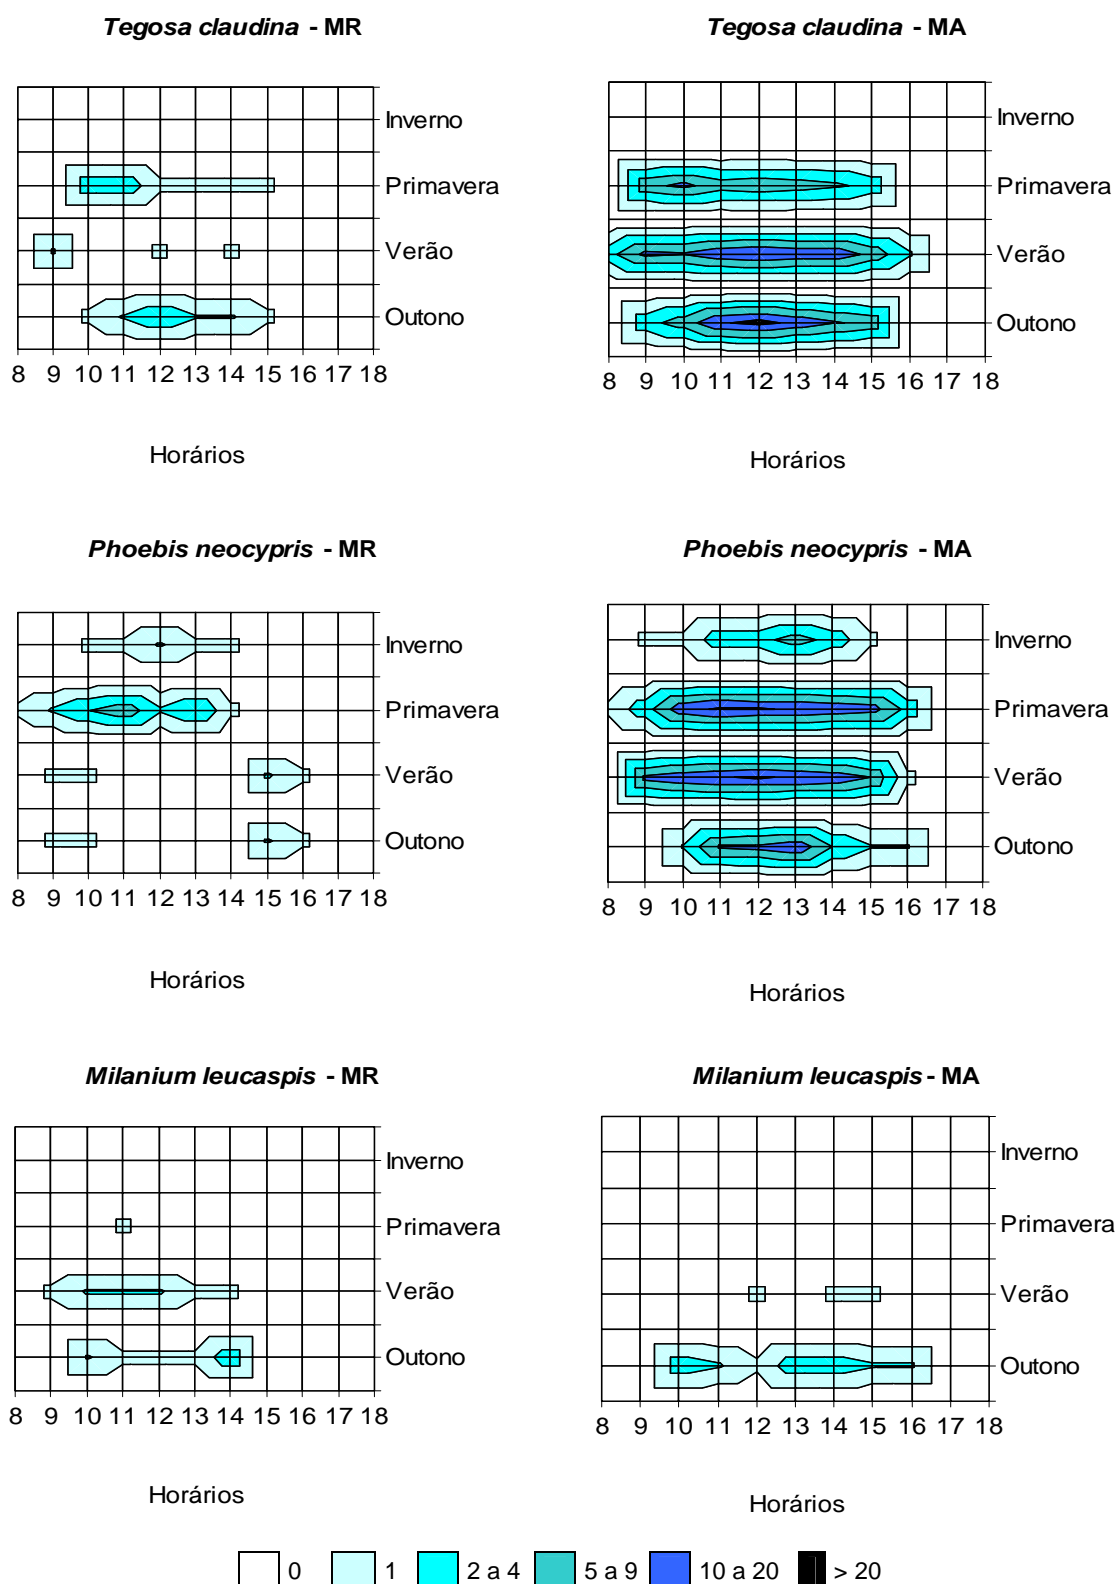 Tegosa claudina - MR
Tegosa claudina - MA
Inverno
Primavera
Verão
Outono
8 9 10 11 12 13 14 15 16 17 18
Horários
Inverno
Primavera
Verão
Outono
8 9 10 11 12 13 14 15 16 17 18
Horários
Phoebis neocypris - MR
Phoebis neocypris - MA
Inverno
Primavera
Verão
Outono
8 9 10 11 12 13 14 15 16 17 18
Horários
Inverno
Primavera
Verão
Outono
8 9 10 11 12 13 14 15 16 17 18
Horários
Milanium leucaspis - MR
Milanium leucaspis - MA
Inverno
Primavera
Verão
Outono
8 9 10 11 12 13 14 15 16 17 18
Horários
Inverno
Primavera
Verão
Outono
8 9 10 11 12 13 14 15 16 17 18
Horários
0 1 2 a 4 5 a 9 10 a 20 > 20